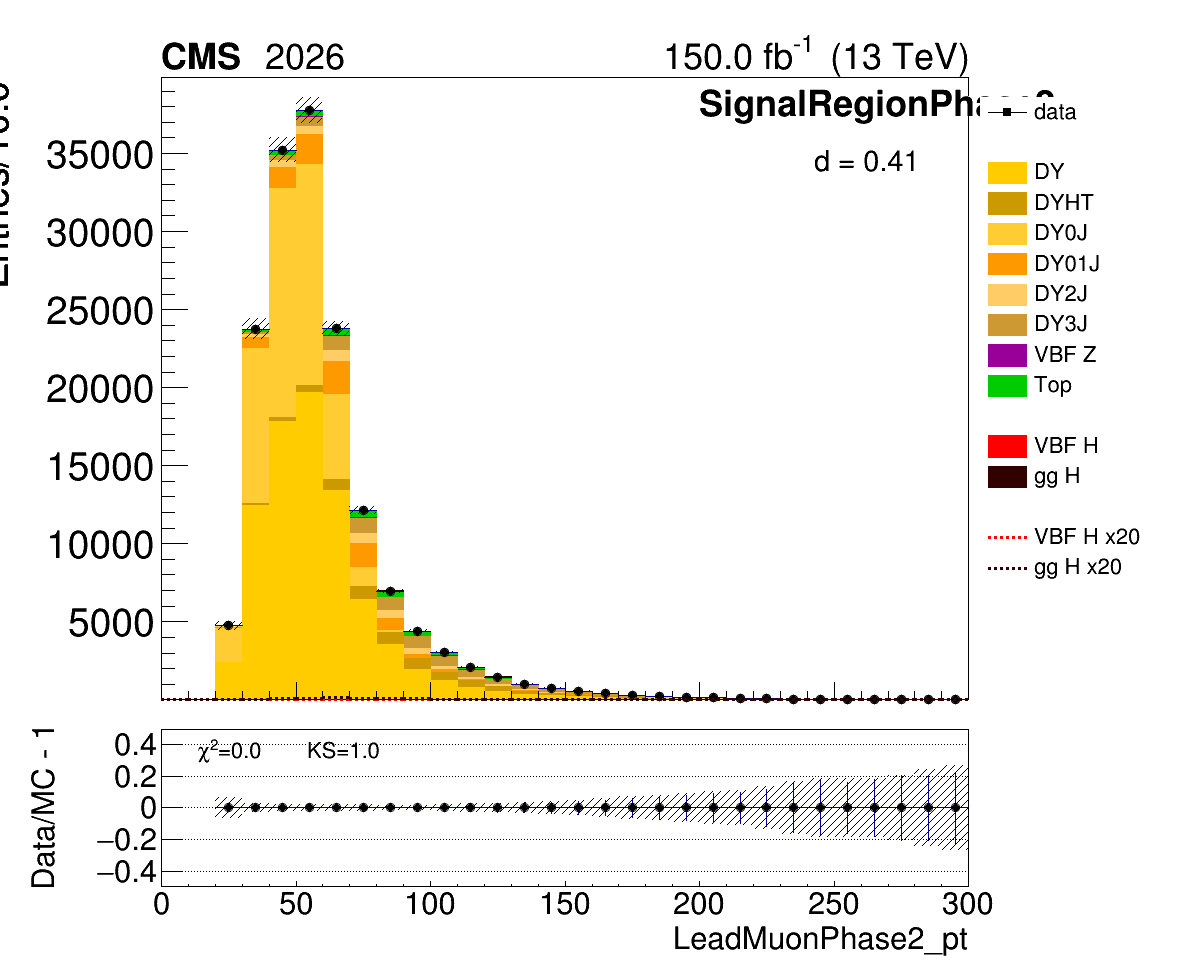 CMS 2026 150.0 fb-1 (13 TeV)
SignalRegionPha
d = 0.41
data
DY
DYHT
DY0J
DY01J
DY2J
DY3J
VBF Z
Top
VBF H
gg H
VBF H x20
gg H x20
35000
30000
25000
20000
15000
10000
5000
χ²=0.0 KS=1.0
Data/MC - 1
0.4
0.2
0
−0.2
−0.4
0 50 100 150 200 250 300
LeadMuonPhase2_pt